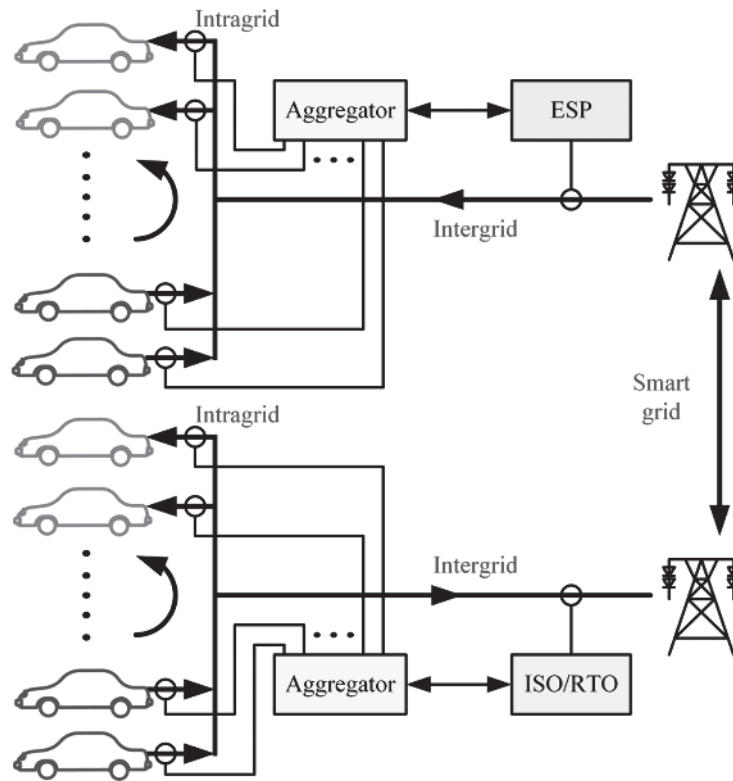 Intragrid
Aggregator
ESP
Intergrid
Smart
grid
Intragrid
Intergrid
Aggregator
ISO/RTO